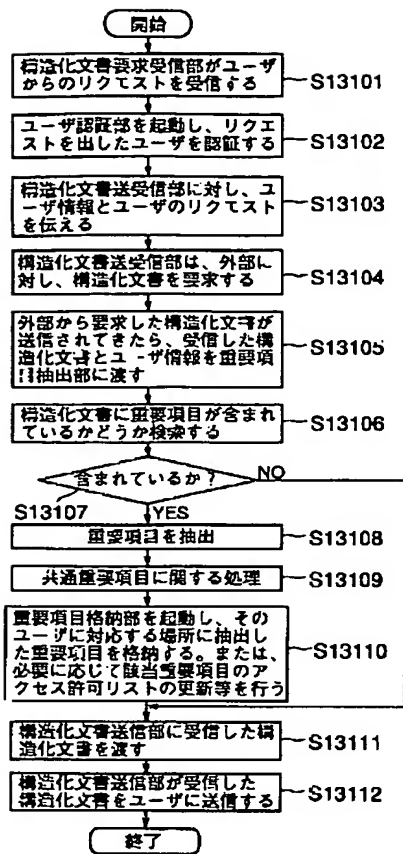 開始
構造化文書要求受信部がユーザ
からのリクエストを受信する
S13101
ユーザ認証部を起動し、リクエ
ストを出したユーザを認証する
S13102
構造化文書送受信部に対し、ユー
ザ情報とユーザのリクエスト
を伝える
S13103
構造化文書送受信部は、外部に
対し、構造化文書を要求する
S13104
外部から要求した構造化文書が
送信されてきたら、受信した構
造化文書とユーザ情報を重要項
目抽出部に渡す
S13105
構造化文書に重要項目が含まれ
ているかどうか検索する
S13106
含まれているか？
NO
S13107
YES
重要項目を抽出
S13108
共通重要項目に関する処理
S13109
重要項目格納部を起動し、その
ユーザに対応する場所に抽出し
た重要項目を格納する。または、
必要に応じて該当重要項目のア
クセス許可リストの更新等を行う
S13110
構造化文書送信部に受信した構
造化文書を渡す
S13111
構造化文書送信部が受信した
構造化文書をユーザに送信する
S13112
終了